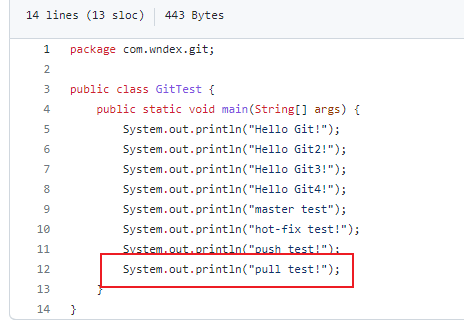 14 lines (13 sloc) 443 Bytes
1 package com.wndex.git;
2
3 public class GitTest {
4 public static void main(String[] args) {
5 System.out.println("Hello Git!");
6 System.out.println("Hello Git2!");
7 System.out.println("Hello Git3!");
8 System.out.println("Hello Git4!");
9 System.out.println("master test");
10 System.out.println("hot-fix test!");
11 System.out.println("push test!");
12 System.out.println("pull test!");
13 }
14 }